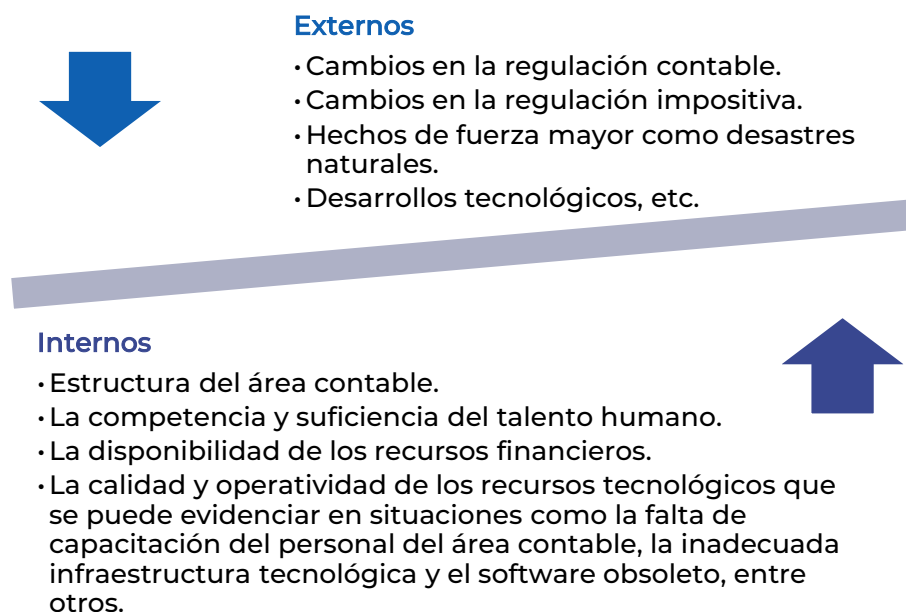 Externos
· Cambios en la regulación contable.
· Cambios en la regulación impositiva.
· Hechos de fuerza mayor como desastres
naturales.
· Desarrollos tecnológicos, etc.
Internos
· Estructura del área contable.
· La competencia y suficiencia del talento humano.
· La disponibilidad de los recursos financieros.
· La calidad y operatividad de los recursos tecnológicos que
se puede evidenciar en situaciones como la falta de
capacitación del personal del área contable, la inadecuada
infraestructura tecnológica y el software obsoleto, entre
otros.